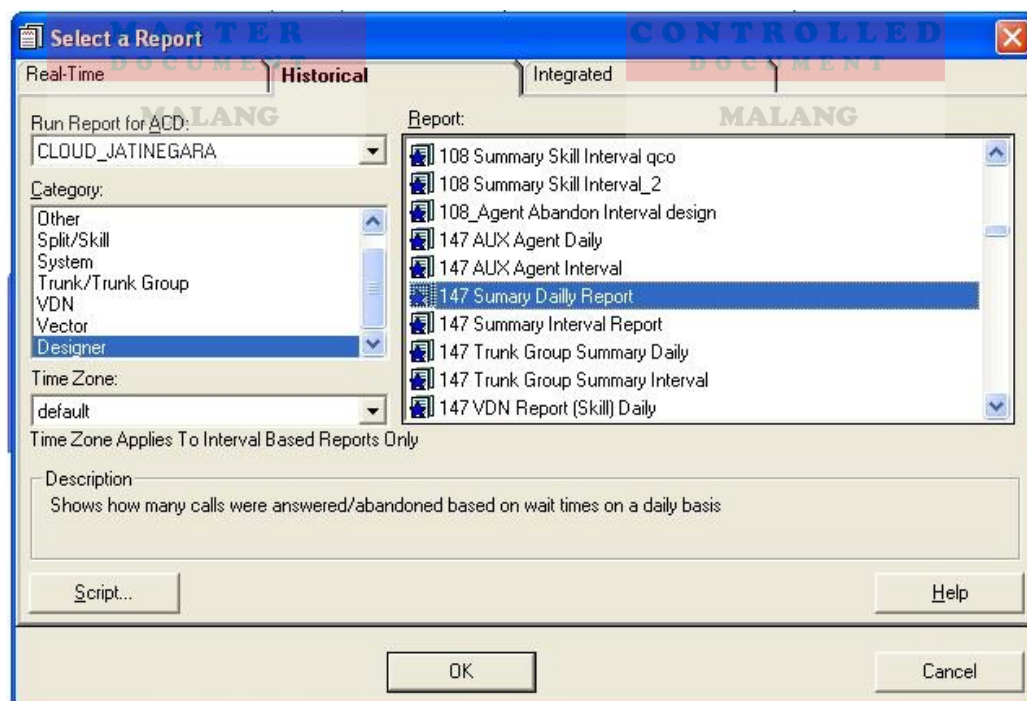 Select a Report
MASTER
DOCUMENT
MALANG
CONTROLLED
DOCUMENT
MALANG
Real-Time
Historical
Integrated
Run Report for ACD:
CLOUD_JATINEGARA
Category:
Other
Split/Skill
System
Trunk/Trunk Group
VDN
Vector
Designer
Time Zone:
default
Time Zone Applies To Interval Based Reports Only
Report:
108 Summary Skill Interval qco
108 Summary Skill Interval_2
108_Agent Abandon Interval design
147 AUX Agent Daily
147 AUX Agent Interval
147 Sumary Dailly Report
147 Summary Interval Report
147 Trunk Group Summary Daily
147 Trunk Group Summary Interval
147 VDN Report (Skill) Daily
Description
Shows how many calls were answered/abandoned based on wait times on a daily basis
Script...
Help
OK
Cancel